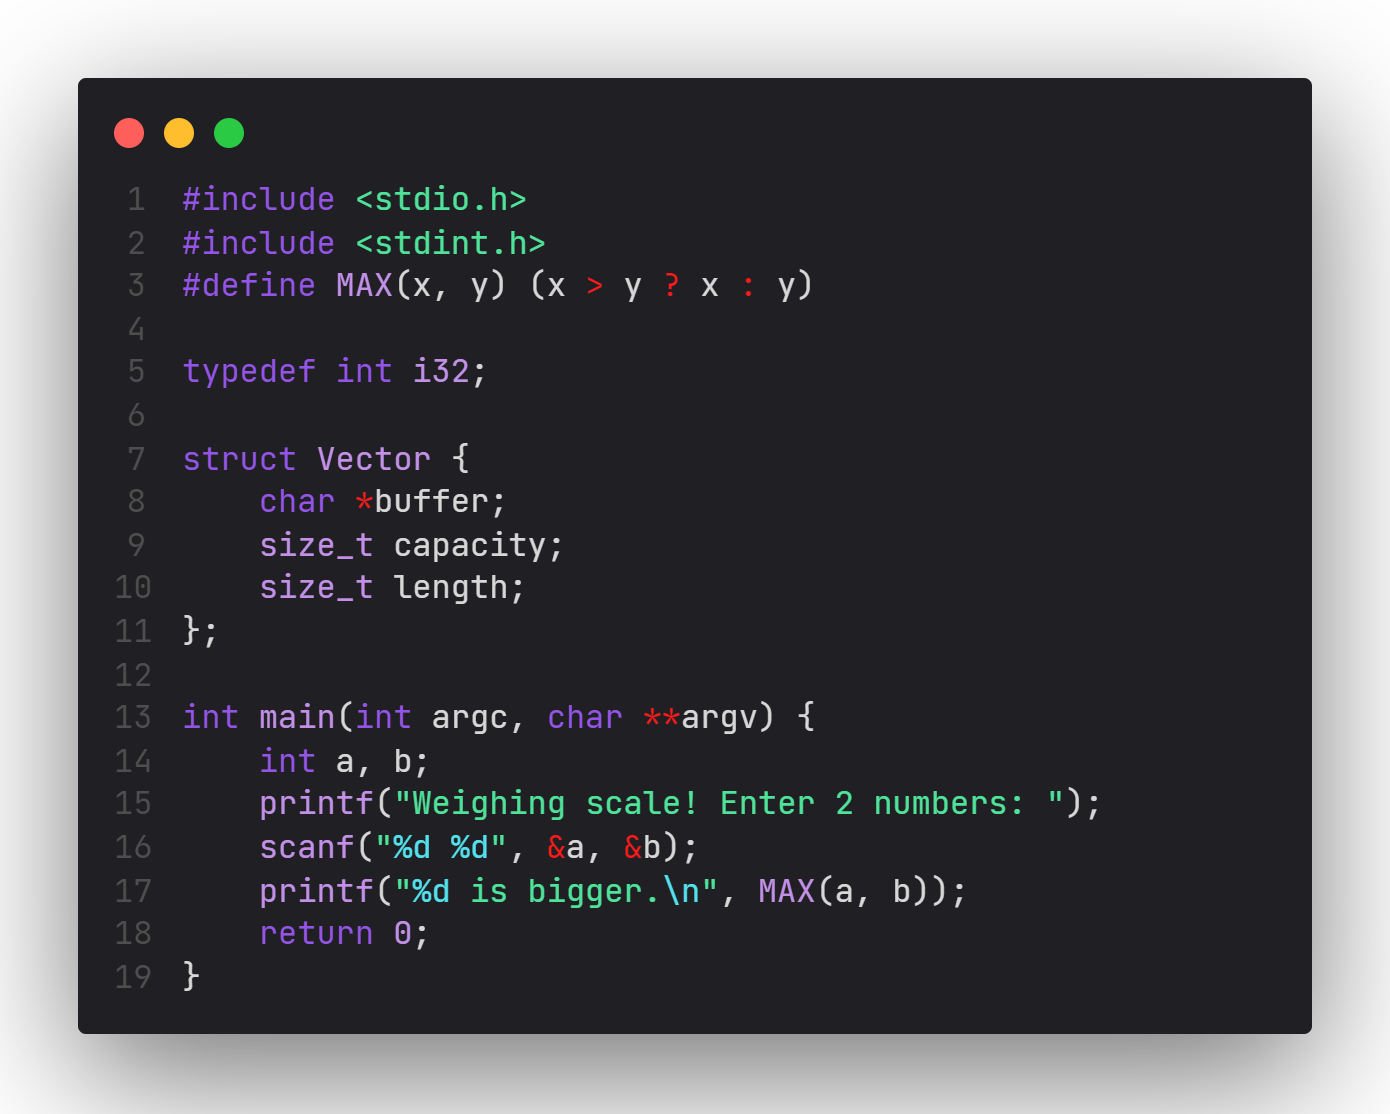 1 #include <stdio.h>
2 #include <stdint.h>
3 #define MAX(x, y) (x > y ? x : y)
4
5 typedef int i32;
6
7 struct Vector {
8     char *buffer;
9     size_t capacity;
10     size_t length;
11 };
12
13 int main(int argc, char **argv) {
14     int a, b;
15     printf("Weighing scale! Enter 2 numbers: ");
16     scanf("%d %d", &a, &b);
17     printf("%d is bigger.\n", MAX(a, b));
18     return 0;
19 }